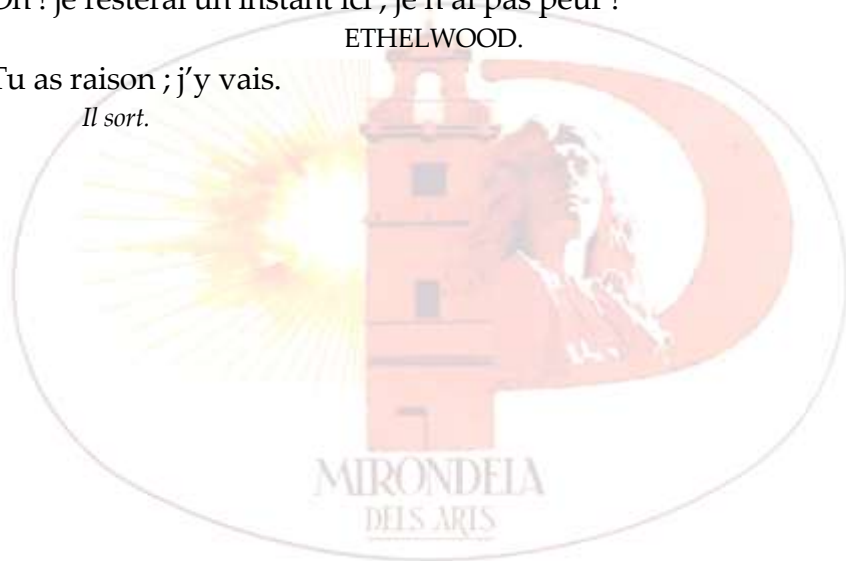 Oh ! je resterai un instant ici ; je n'ai pas peur !
ETHELWOOD.
Tu as raison ; j'y vais.
Il sort.
MIRONDELA
DELS ARTS